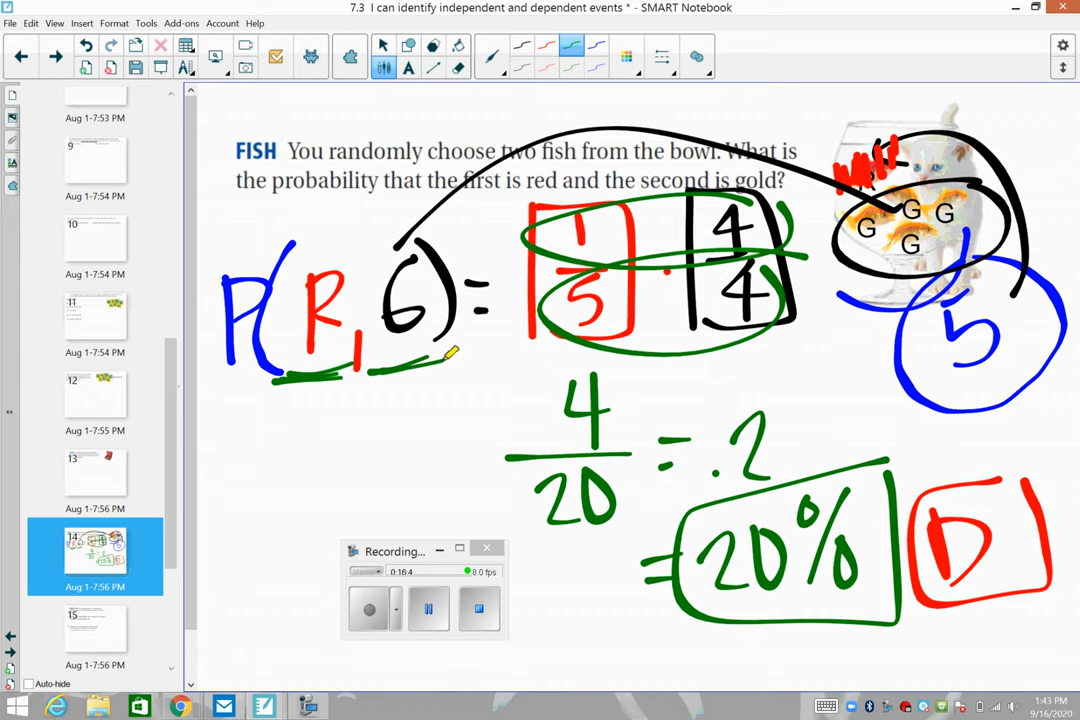 7.3 I can identify independent and dependent events * - SMART Notebook
File Edit View Insert Format Tools Add-ons Account Help
Aug 1-7:53 PM
9
Aug 1-7:54 PM
10
Aug 1-7:54 PM
11
Aug 1-7:54 PM
12
Aug 1-7:55 PM
13
Aug 1-7:56 PM
14
Aug 1-7:56 PM
15
Aug 1-7:56 PM
Auto-hide
FISH You randomly choose two fish from the bowl. What is
the probability that the first is red and the second is gold?
G G G
G
P(R, G) = 1/5 · 4/4
5
4/20 = .2
= 20% D
Recording...
0:16:4 8.0 fps
1:43 PM
9/16/2020